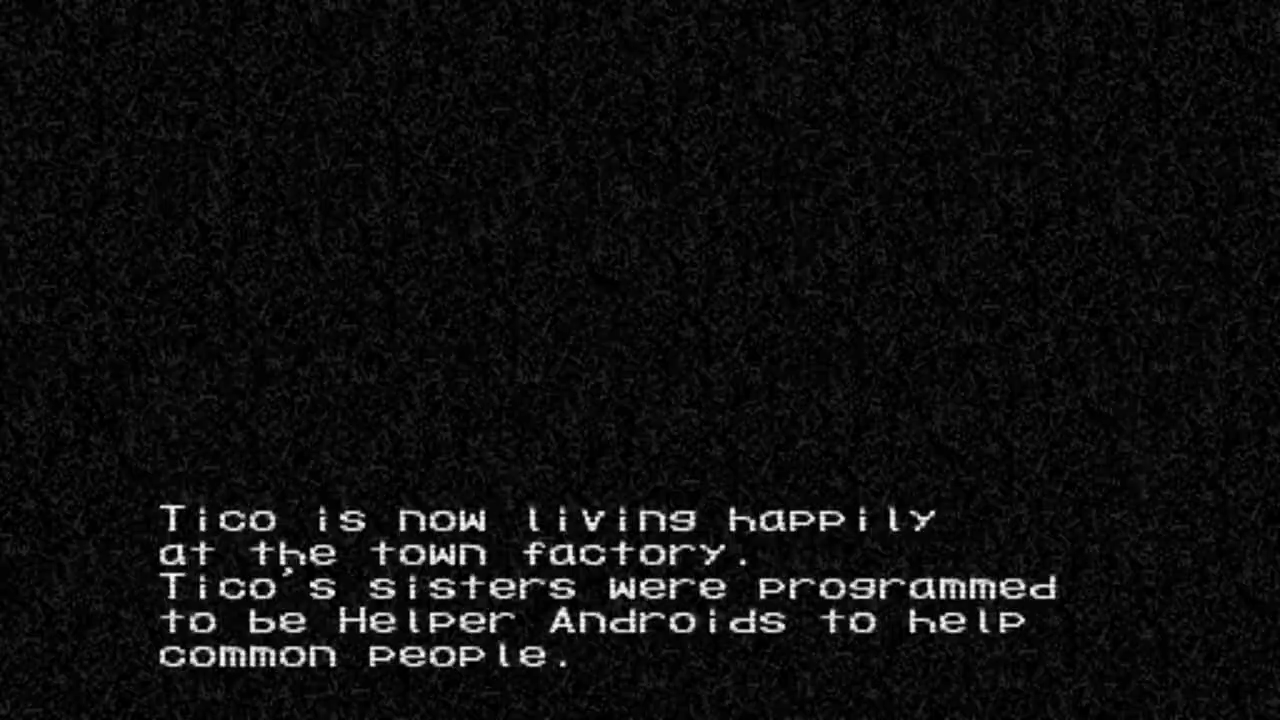 Tico is now living happily
at the town factory.
Tico's sisters were programmed
to be Helper Androids to help
common people.